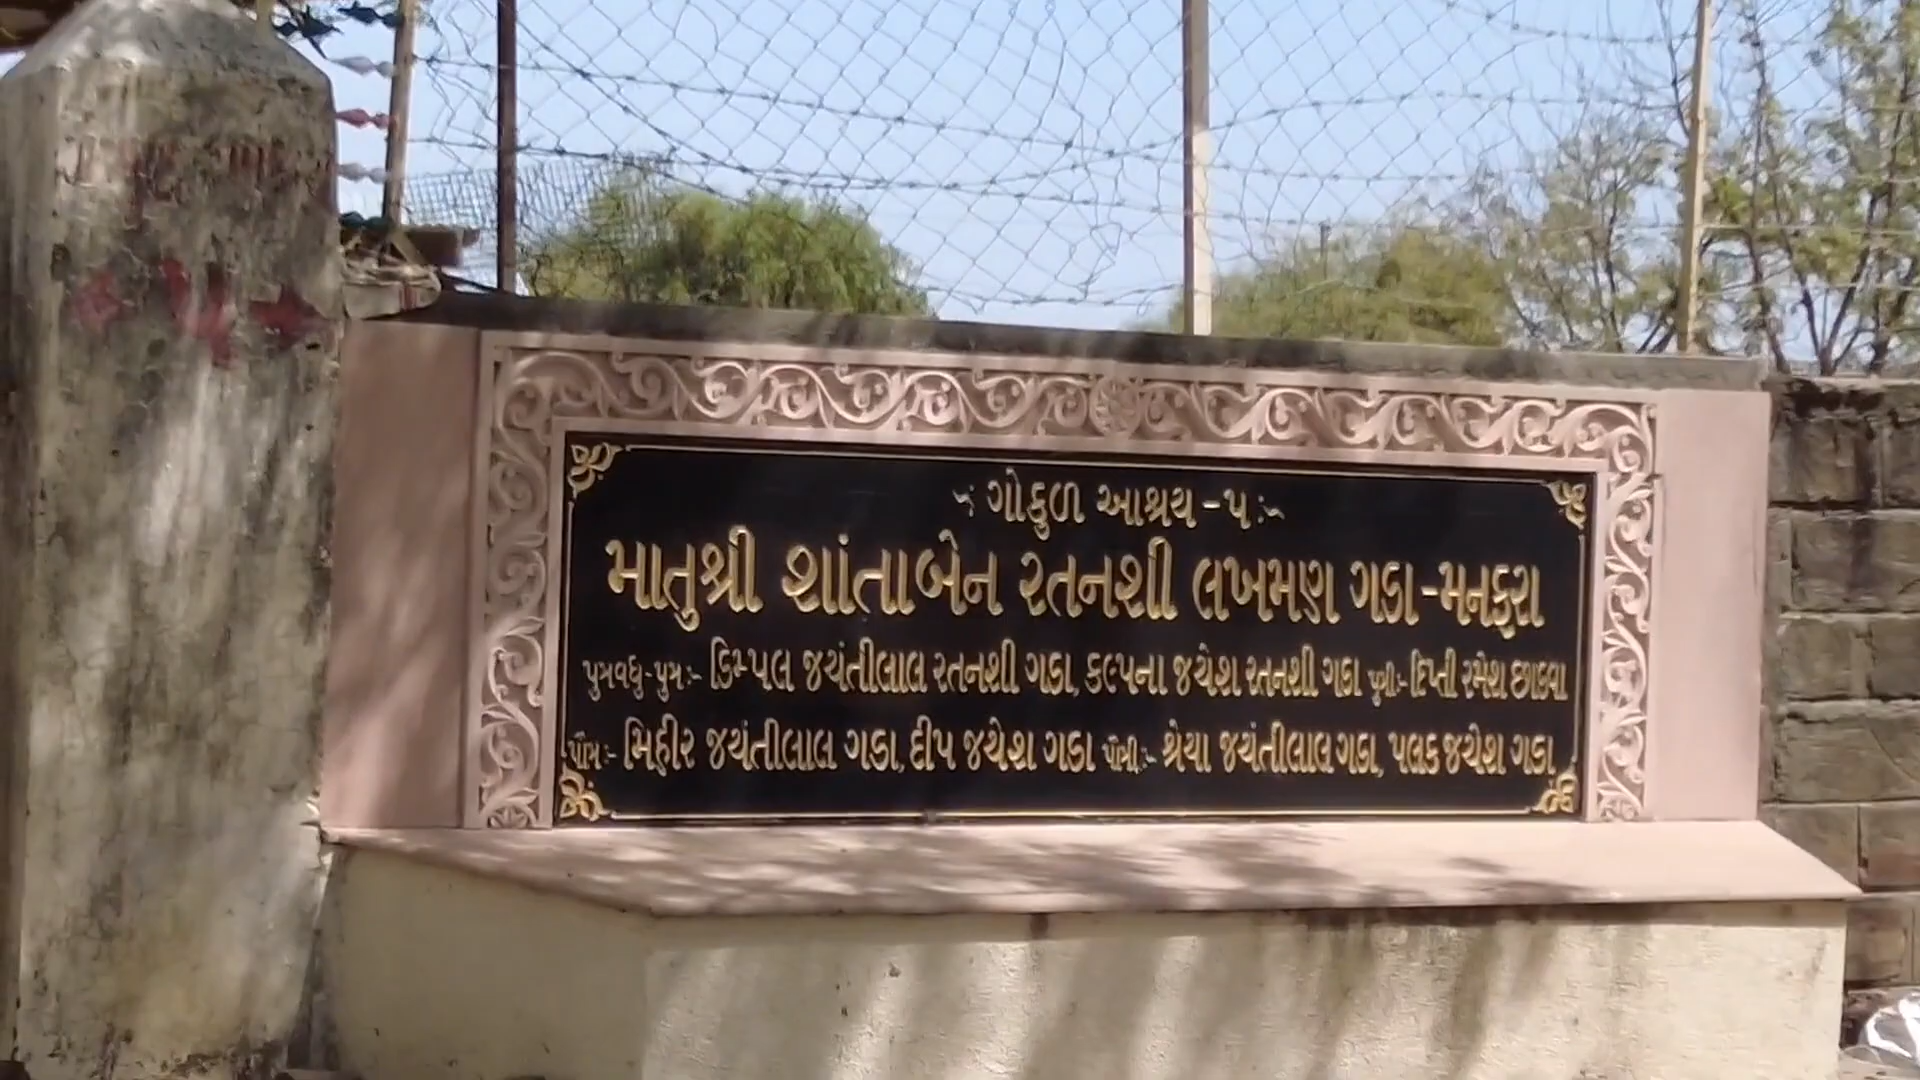 -: ગોકુળ આશ્રય - ૫ :-
માતુશ્રી શાંતાબેન રતનશી લખમણ ગડા - મનફરા
પુત્રવધુ-પુત્ર :- ડિમ્પલ જયંતીલાલ રતનશી ગડા, કલ્પના જયેશ રતનશી ગડા પુત્રી:- દિપ્તી રમેશ છાડવા
પૌત્ર:- મિહીર જયંતીલાલ ગડા, દીપ જયેશ ગડા પૌત્રી:- શ્રેયા જયંતીલાલ ગડા, પલક જયેશ ગડા